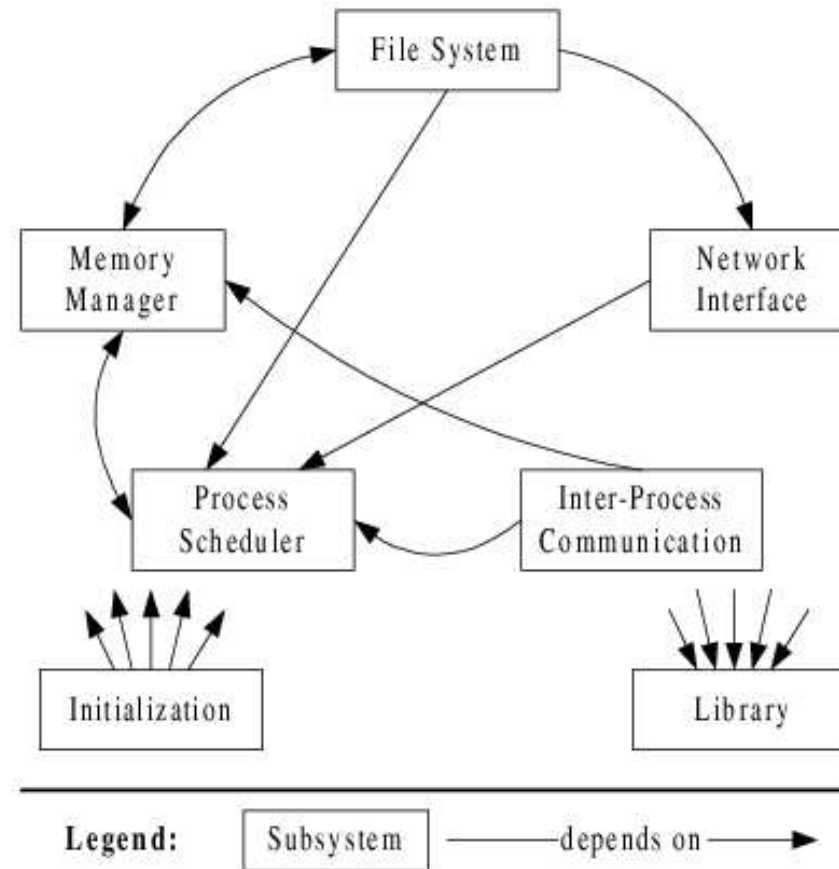 File System
Memory
Manager
Network
Interface
Process
Scheduler
Inter-Process
Communication
Initialization
Library
Legend:
Subsystem
depends on